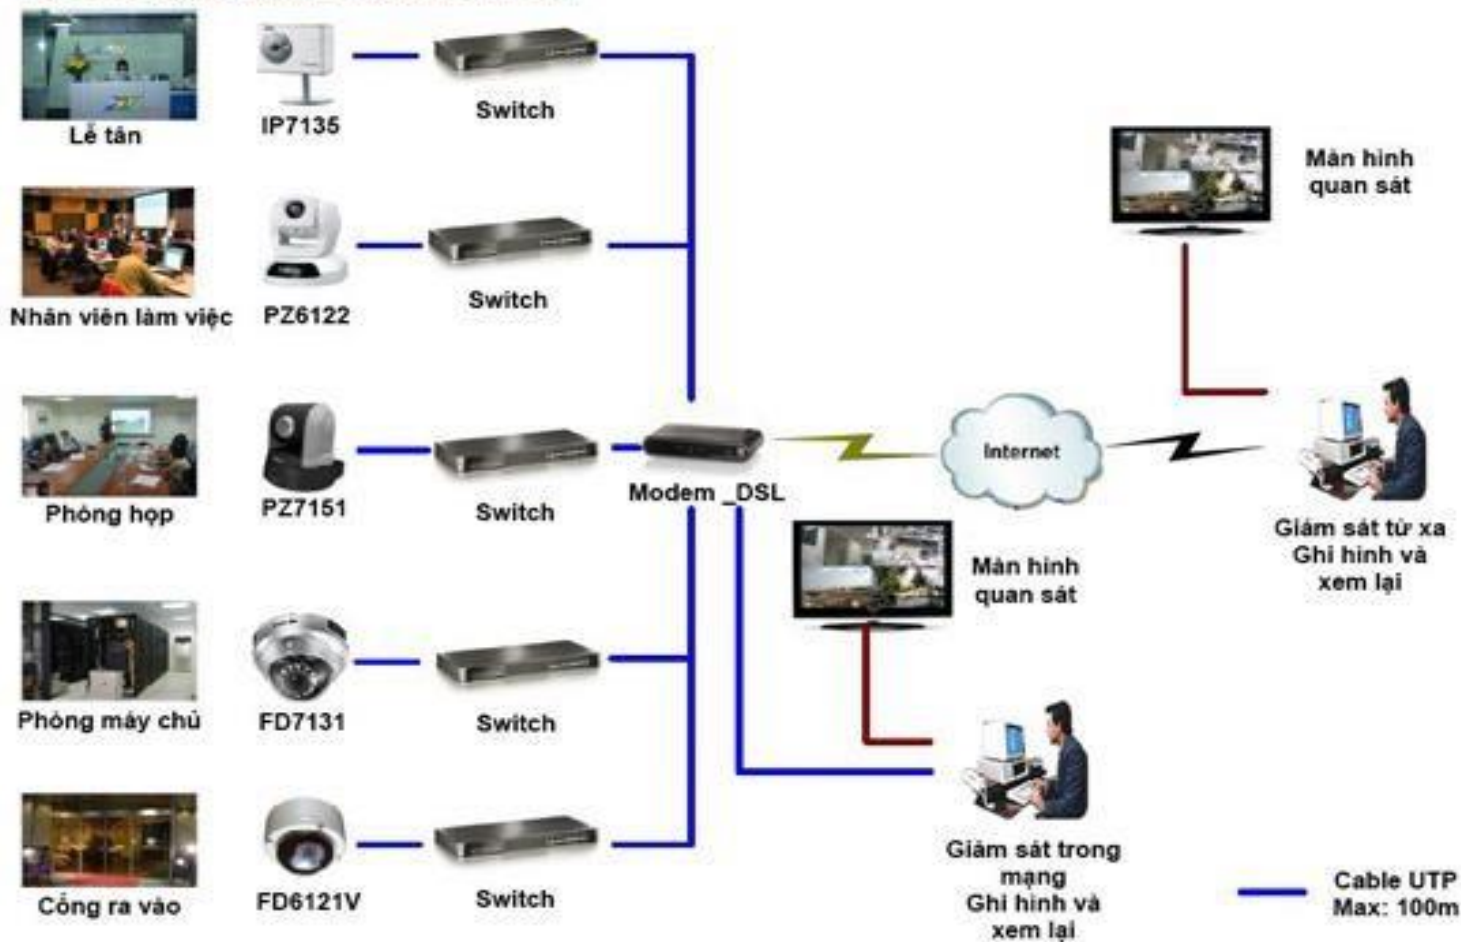 Lễ tân
IP7135
Switch
Nhân viên làm việc
PZ6122
Switch
Phòng họp
PZ7151
Switch
Modem _DSL
Internet
Màn hình
quan sát
Giám sát từ xa
Ghi hình và
xem lại
Màn hình
quan sát
Phòng máy chủ
FD7131
Switch
Cổng ra vào
FD6121V
Switch
Giám sát trong
mạng
Ghi hình và
xem lại
Cable UTP
Max: 100m